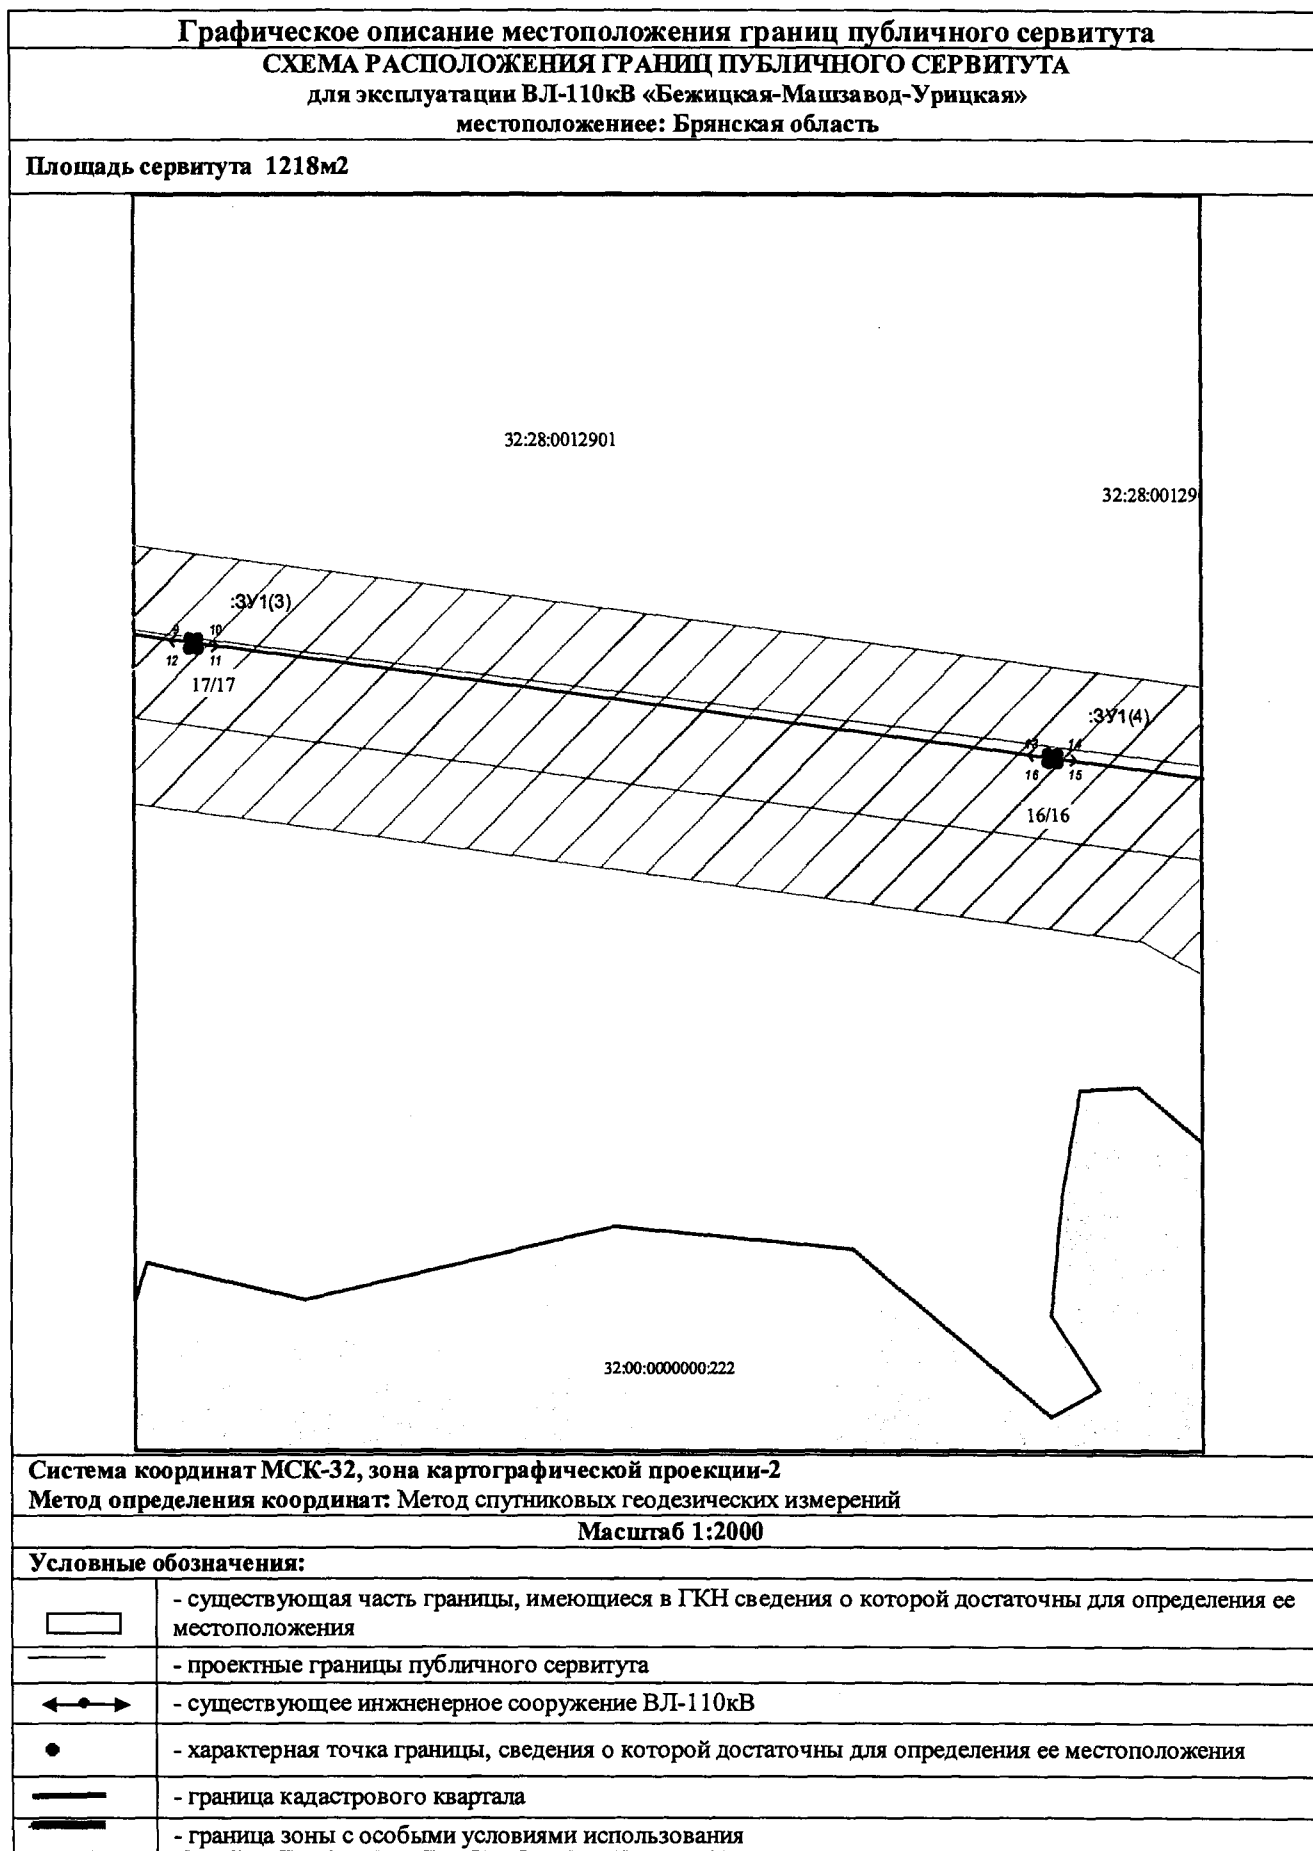 Графическое описание местоположения границ публичного сервитута
СХЕМА РАСПОЛОЖЕНИЯ ГРАНИЦ ПУБЛИЧНОГО СЕРВИТУТА
для эксплуатации ВЛ-110кВ «Бежицкая-Машзавод-Урицкая»
местоположениее: Брянская область
Площадь сервитута 1218м2
32:28:0012901
32:28:00129
:ЗУ1(3)
9 10
12 11
17/17
:ЗУ1(4)
13 14
16 15
16/16
32:00:0000000:222
Система координат МСК-32, зона картографической проекции-2
Метод определения координат: Метод спутниковых геодезических измерений
Масштаб 1:2000
Условные обозначения:
- существующая часть границы, имеющиеся в ГКН сведения о которой достаточны для определения ее
местоположения
- проектные границы публичного сервитута
- существующее инженерное сооружение ВЛ-110кВ
- характерная точка границы, сведения о которой достаточны для определения ее местоположения
- граница кадастрового квартала
- граница зоны с особыми условиями использования